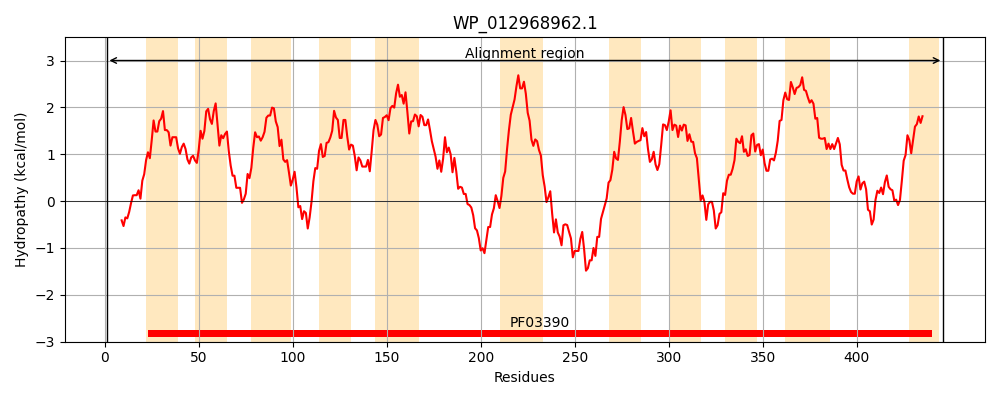 WP_012968962.1
Alignment region
3
2
1
0
−1
−2
−3
Hydropathy (kcal/mol)
PF03390
0 50 100 150 200 250 300 350 400
Residues